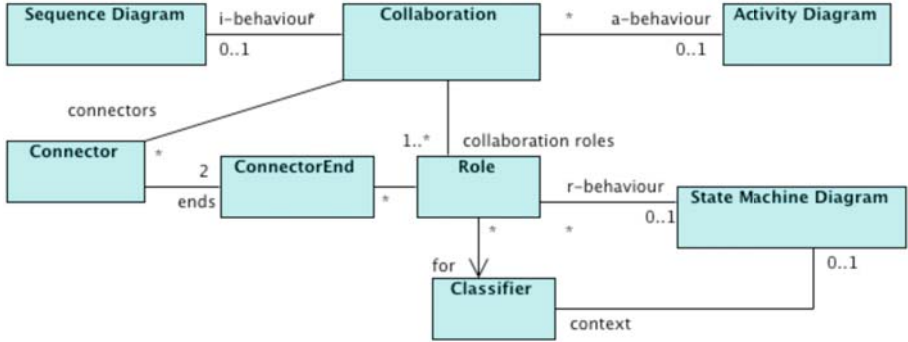 Sequence Diagram
i-behaviour
*
0..1
Collaboration
*
a-behaviour
0..1
Activity Diagram
connectors
Connector
*
2
ends
ConnectorEnd
*
1..*
collaboration roles
Role
r-behaviour
0..1
*
*
State Machine Diagram
0..1
for
Classifier
context